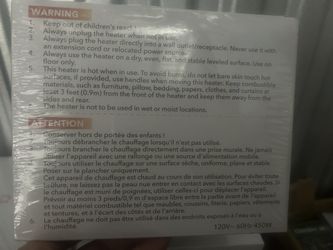 WARNING
1. Keep out of children's reach!
2. Always unplug the heater when not in use.
3. Always plug the heater directly into a wall outlet/receptacle. Never use it with
an extension cord or relocated power
4. Always use the heater on a dry, even, flat, and stable leveled surface. Use on
floor only.
5. This heater is hot when in use. To avoid burns, do not let bare skin touch hot
surfaces, if provided, use handles when moving this heater. Keep combustible
materials, such as furniture, pillow, bedding, papers, clothes, and curtains at
least 3 feet (0.9m) from the front of the heater and keep them away from the
sides and rear.
The heater is not to be used in wet or moist locations.
ATTENTION
Conserver hors de portée des enfants !
Toujours débrancher le chauffage lorsqu'il n'est pas utilisé.
Toujours brancher le chauffage directement dans une prise murale. Ne jamais
l'appareil avec une rallonge ou une source d'alimentation mobile.
Toujours utiliser le chauffage sur une surface sèche, uniforme, plane et stable.
Poser sur le plancher uniquement.
Cet appareil de chauffage est chaud au cours de son utilisation. Pour éviter toute
brûlure, ne laissez pas la peau nue entrer en contact avec les surfaces chaudes. Si
le chauffage est muni de poignées, utiliser celles-ci pour déplacer l'appareil.
Prévoir au moins 3 pieds/0,9 m d'espace libre entre la partie avant de l'appareil
et tout matériel combustible tel que meubles, coussins, literie, papiers, vêtements
et tentures, et à l'écart des côtés et de l'arrière.
6. La chauffage ne doit pas être utilisé dans des endroits exposés à l'eau ou à
l'humidité.
120V~ 60Hz 450W